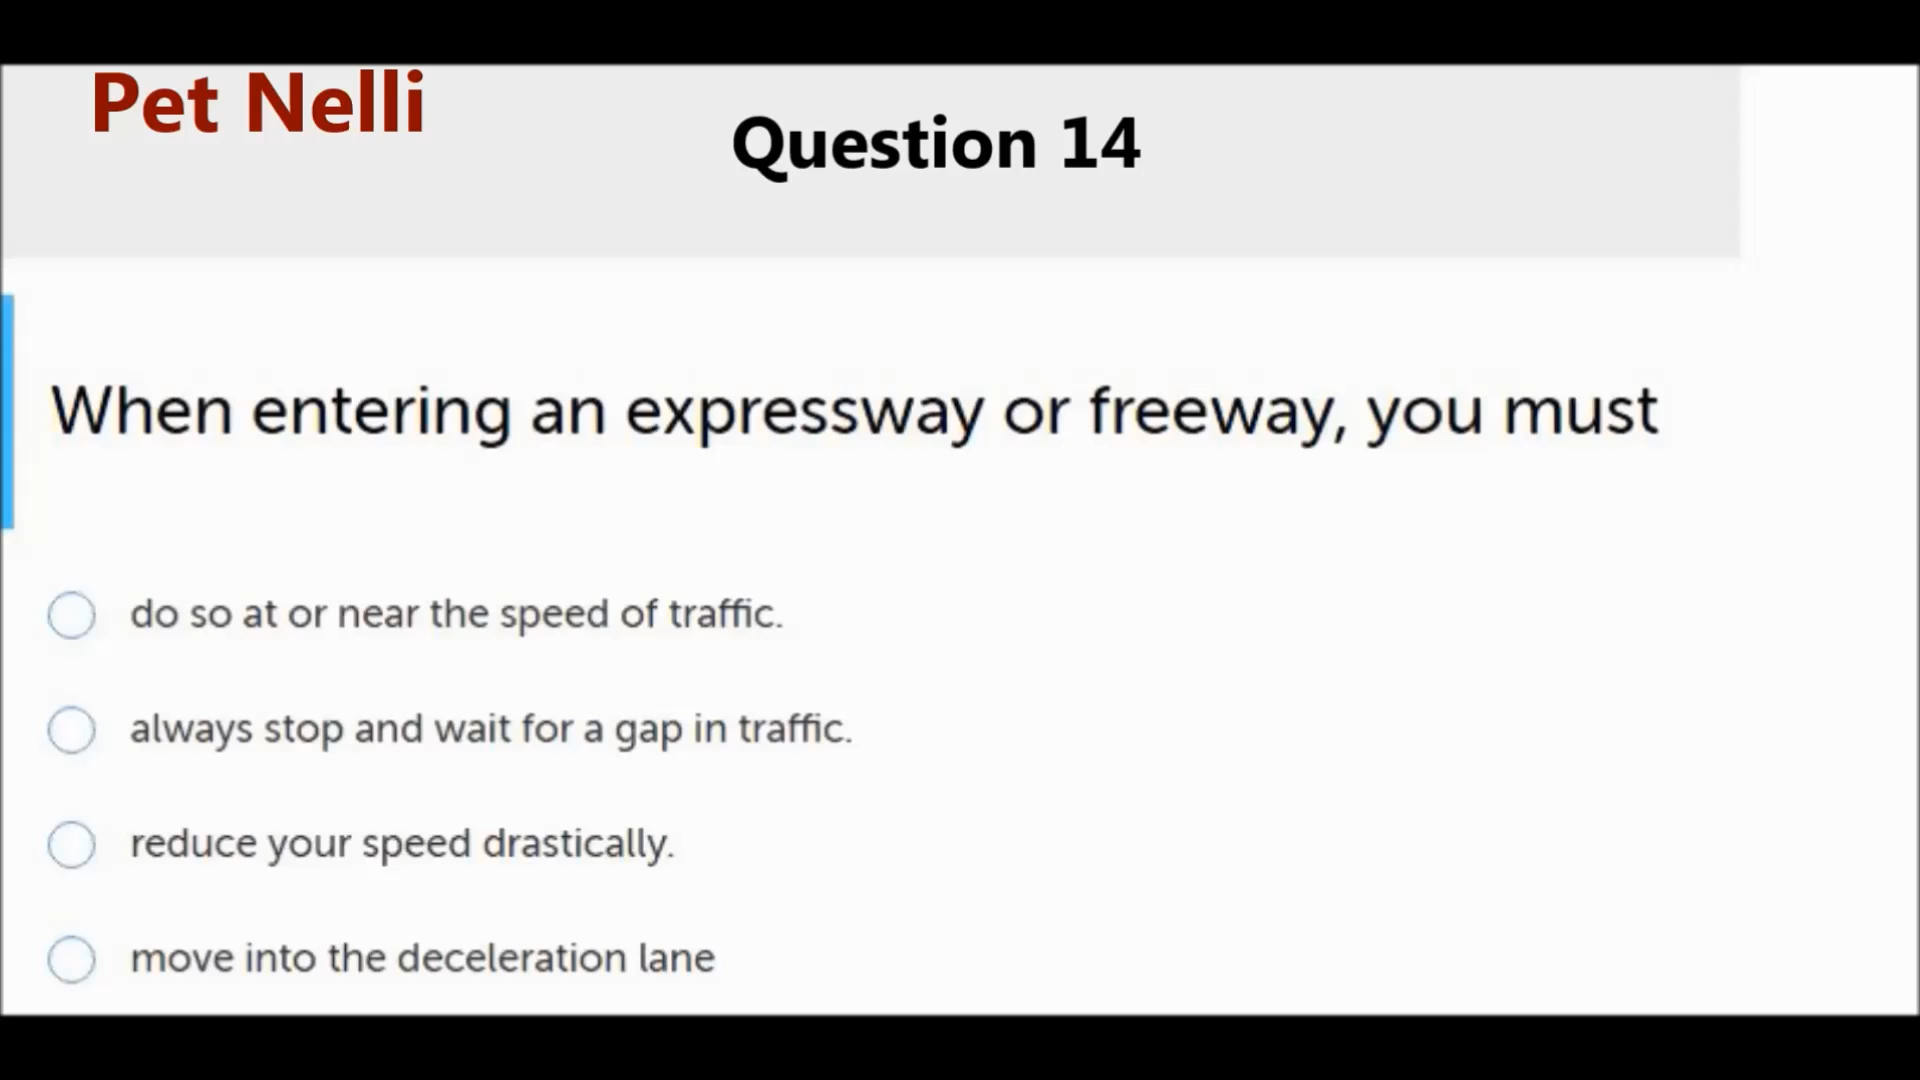 Pet Nelli
Question 14
When entering an expressway or freeway, you must
do so at or near the speed of traffic.
always stop and wait for a gap in traffic.
reduce your speed drastically.
move into the deceleration lane